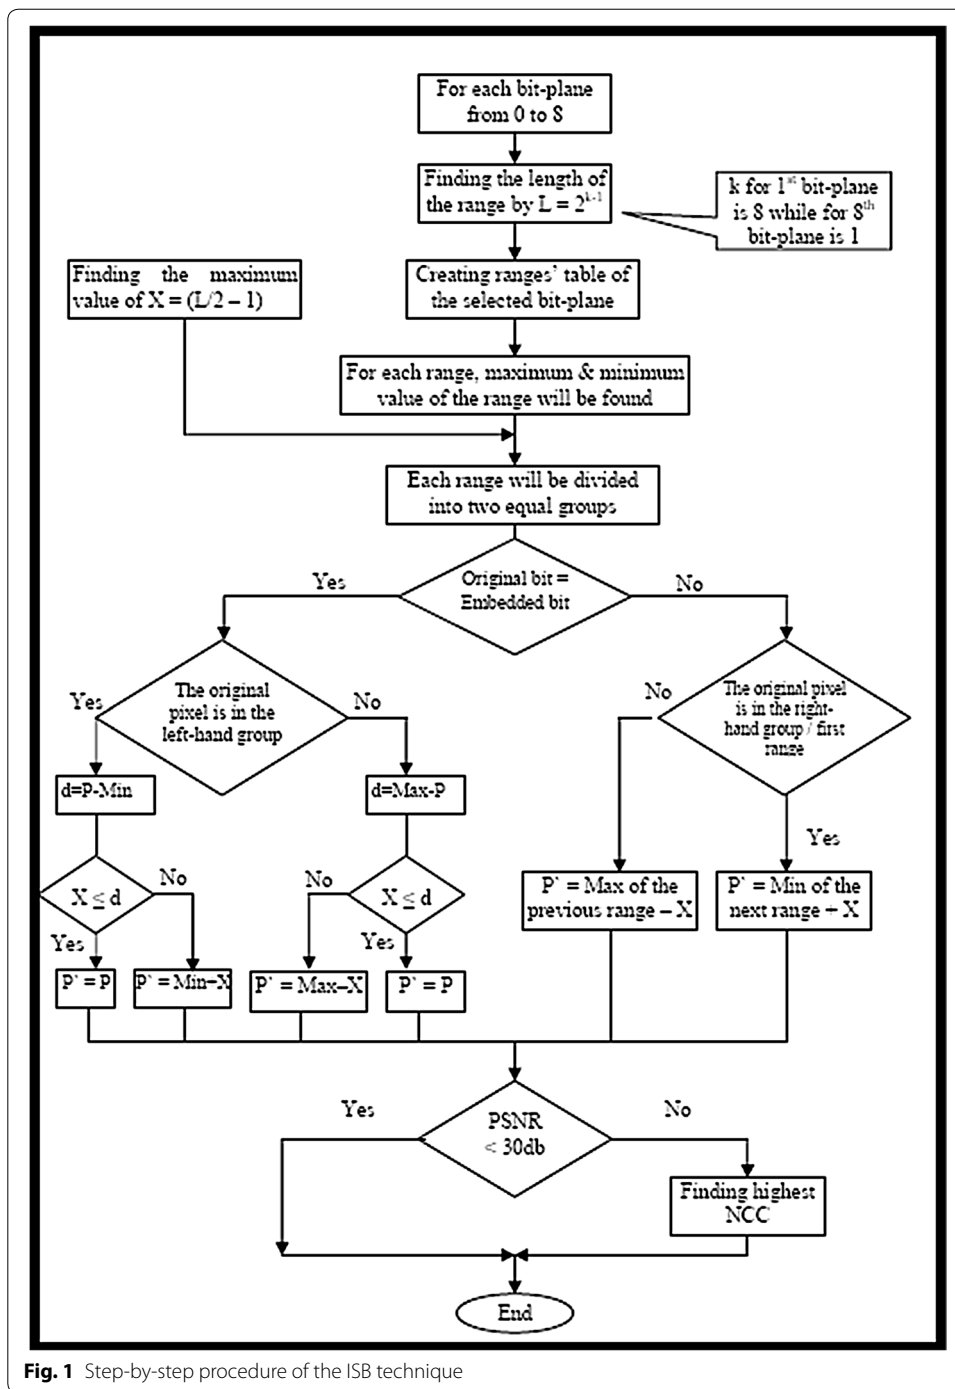 For each bit-plane
from 0 to 8
Finding the length of
the range by L = 2^{k-1}
k for 1^{st} bit-plane
is 8 while for 8^{th}
bit-plane is 1
Finding the maximum
value of X = (L/2 – 1)
Creating ranges' table of
the selected bit-plane
For each range, maximum & minimum
value of the range will be found
Each range will be divided
into two equal groups
Original bit =
Embedded bit
Yes
No
The original
pixel is in the
left-hand group
Yes
No
The original pixel
is in the right-
hand group / first
range
No
Yes
d=P-Min
d=Max-P
X ≤ d
No
Yes
X ≤ d
No
Yes
P` = Max of the
previous range – X
P` = Min of the
next range + X
P` = P
P` = Min+X
P` = Max–X
P` = P
PSNR
< 30db
Yes
No
Finding highest
NCC
End
Fig. 1 Step-by-step procedure of the ISB technique